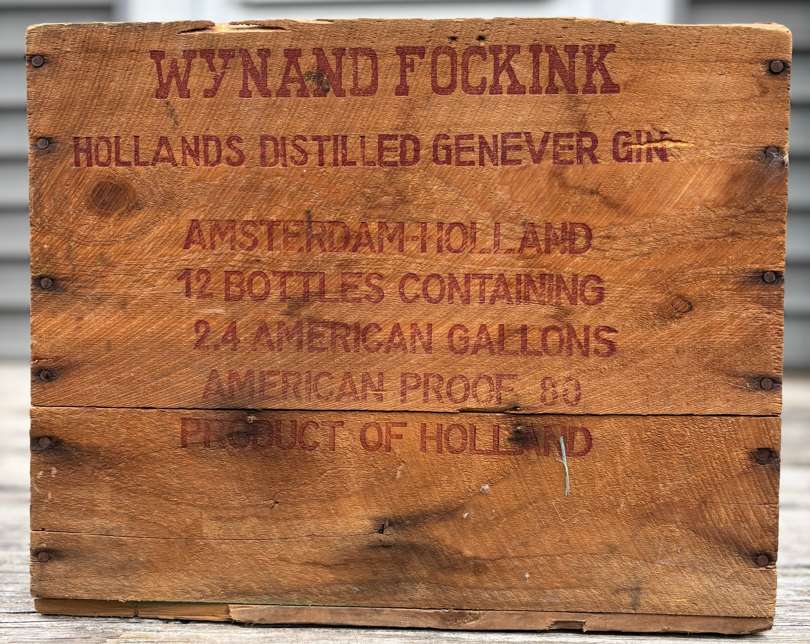 WYNAND FOCKINK
HOLLANDS DISTILLED GENEVER GIN
AMSTERDAM-HOLLAND
12 BOTTLES CONTAINING
2.4 AMERICAN GALLONS
AMERICAN PROOF 80
PRODUCT OF HOLLAND